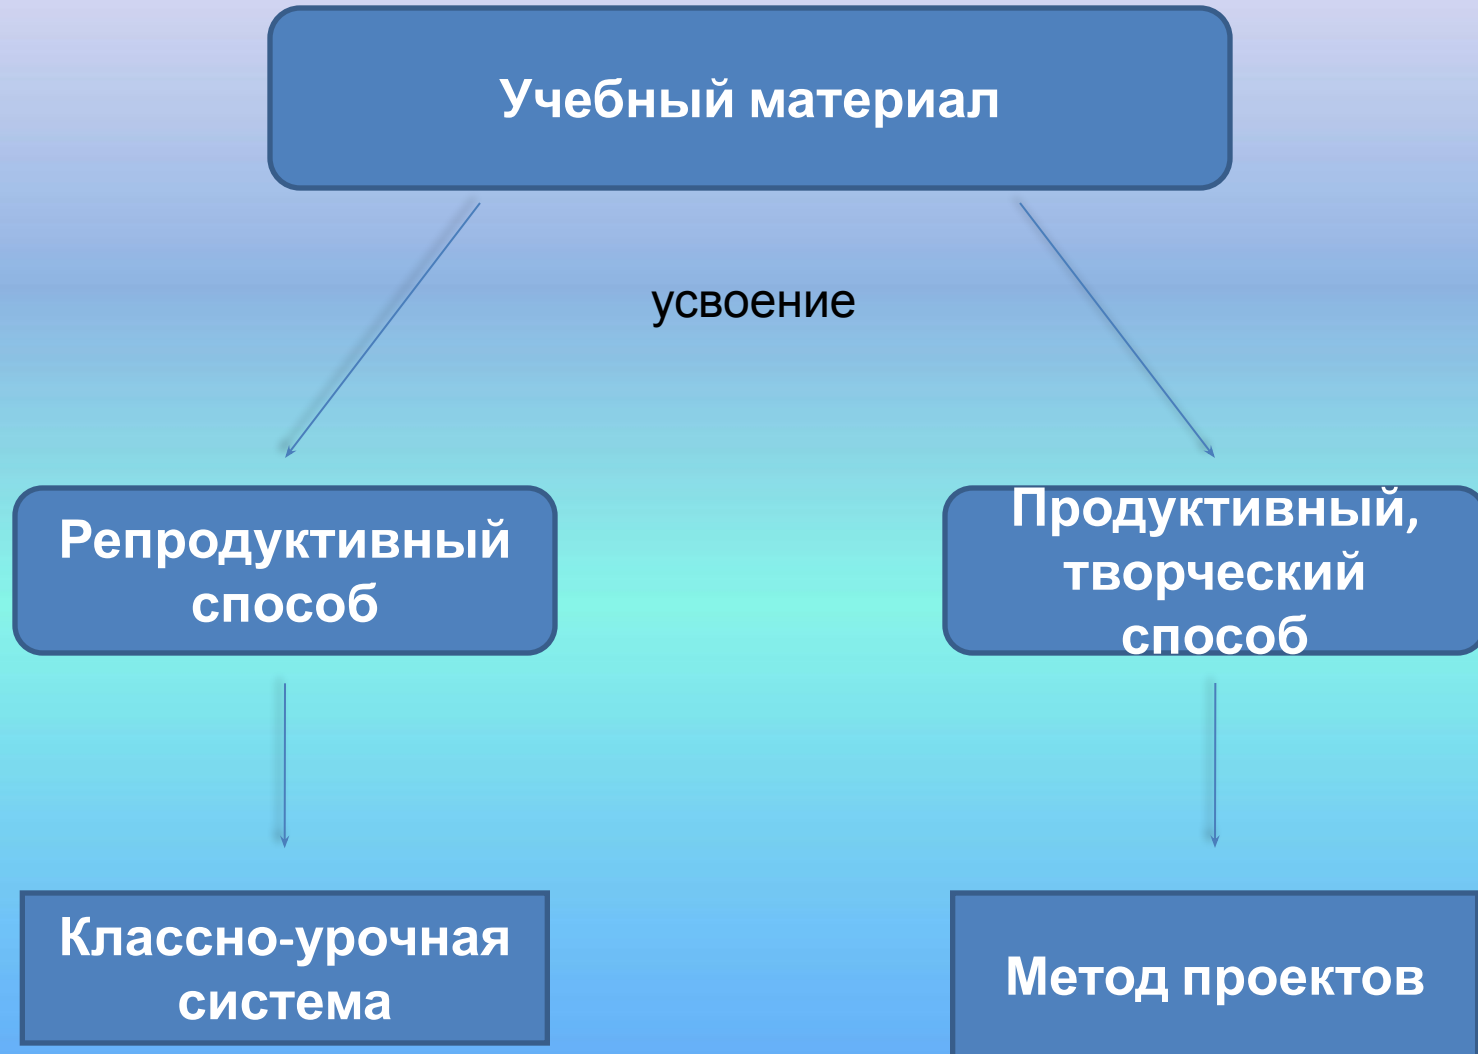 Учебный материал
усвоение
Репродуктивный
способ
Продуктивный,
творческий
способ
Классно-урочная
система
Метод проектов